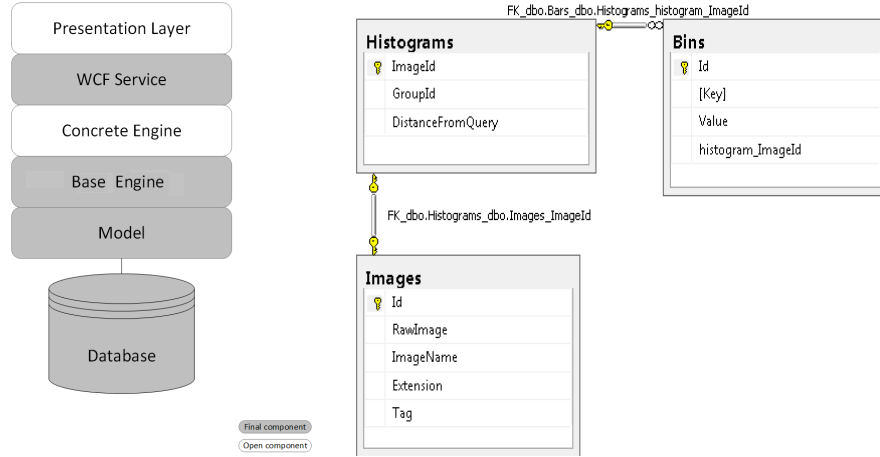 Presentation Layer
WCF Service
Concrete Engine
Base Engine
Model
Database
Final component
Open component
FK_dbo.Bars_dbo.Histograms_histogram_ImageId
Histograms
ImageId
GroupId
DistanceFromQuery
Bins
Id
[Key]
Value
histogram_ImageId
FK_dbo.Histograms_dbo.Images_ImageId
Images
Id
RawImage
ImageName
Extension
Tag